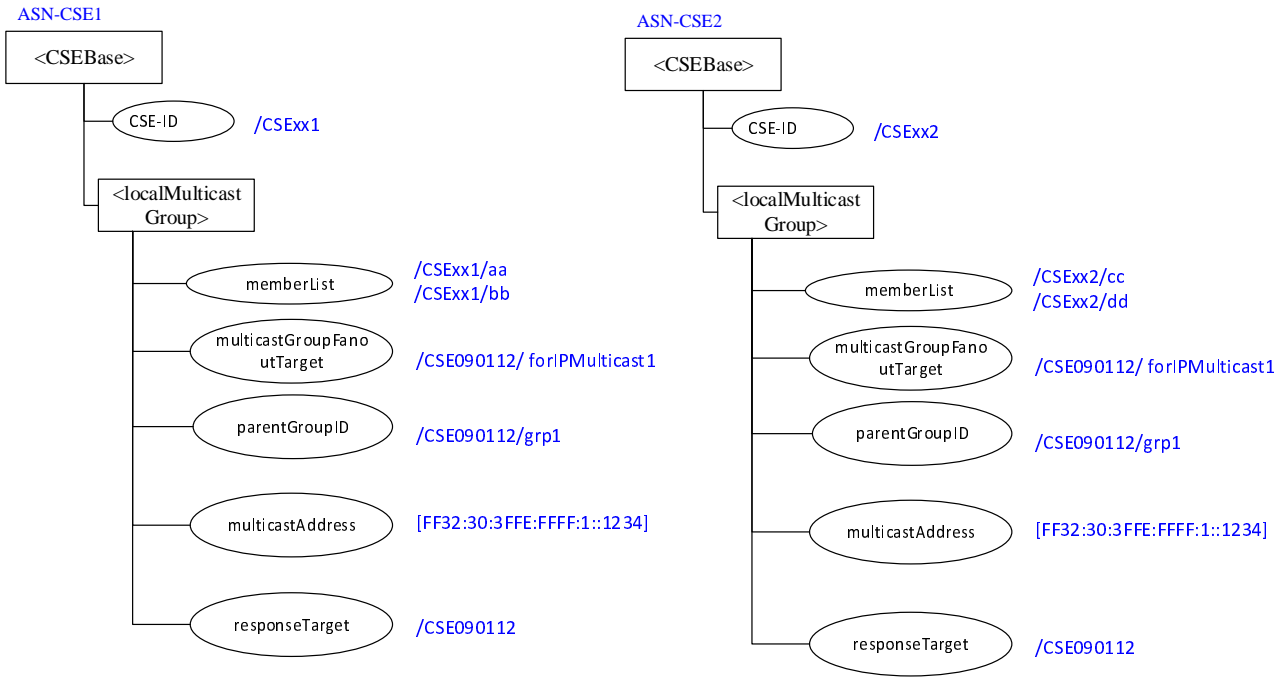 ASN-CSE1
<CSEBase>
CSE-ID
/CSExx1
<localMulticast
Group>
memberList
/CSExx1/aa
/CSExx1/bb
multicastGroupFano
utTarget
/CSE090112/ forIPMulticast1
parentGroupID
/CSE090112/grp1
multicastAddress
[FF32:30:3FFE:FFFF:1::1234]
responseTarget
/CSE090112
ASN-CSE2
<CSEBase>
CSE-ID
/CSExx2
<localMulticast
Group>
memberList
/CSExx2/cc
/CSExx2/dd
multicastGroupFano
utTarget
/CSE090112/ forIPMulticast1
parentGroupID
/CSE090112/grp1
multicastAddress
[FF32:30:3FFE:FFFF:1::1234]
responseTarget
/CSE090112